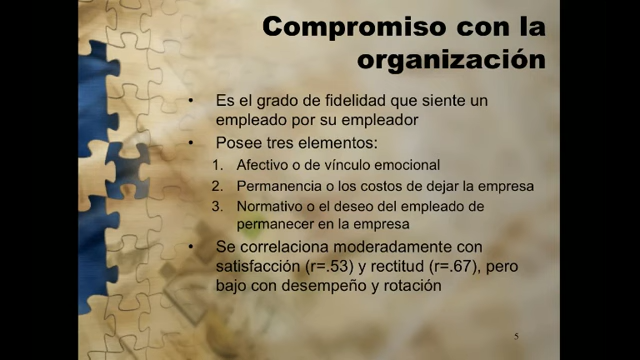 Compromiso con la
organización
• Es el grado de fidelidad que siente un
empleado por su empleador
• Posee tres elementos:
1. Afectivo o de vínculo emocional
2. Permanencia o los costos de dejar la empresa
3. Normativo o el deseo del empleado de
permanecer en la empresa
• Se correlaciona moderadamente con
satisfacción (r=.53) y rectitud (r=.67), pero
bajo con desempeño y rotación
5